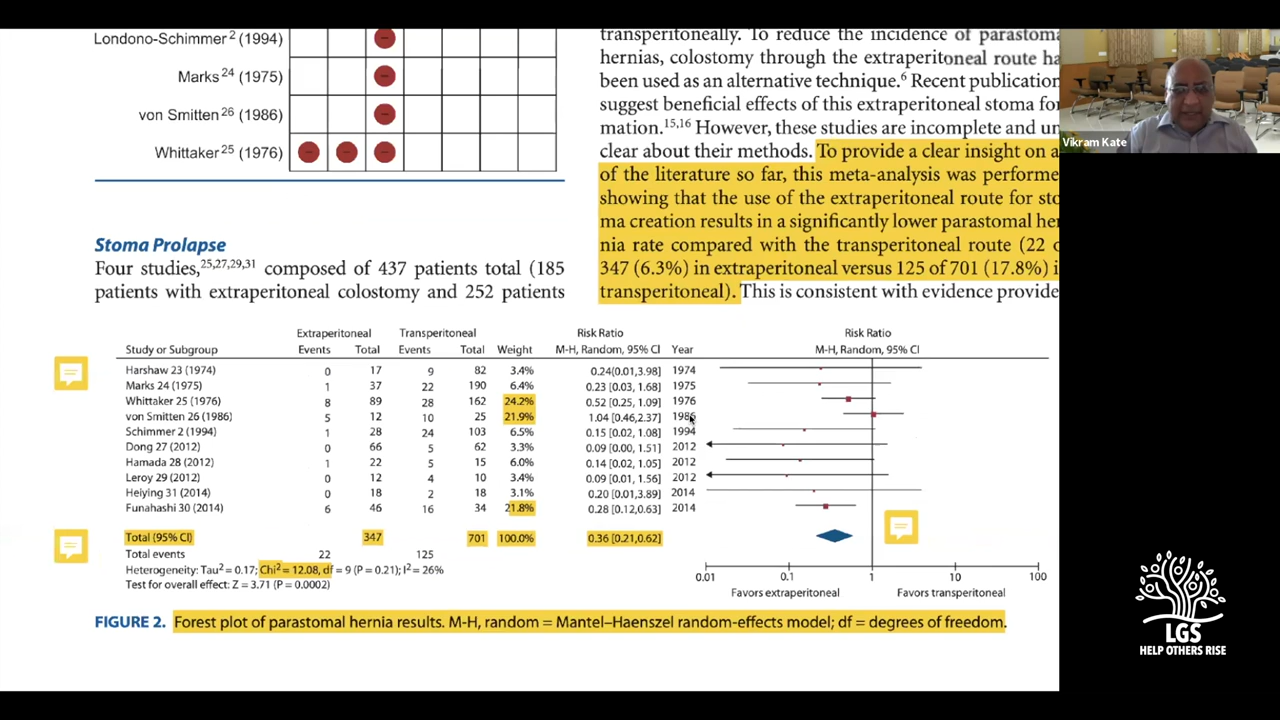 Londono-Schimmer 2 (1994)
Marks 24 (1975)
von Smitten 26 (1986)
Whittaker 25 (1976)
Stoma Prolapse
Four studies,25,27,29,31 composed of 437 patients total (185
patients with extraperitoneal colostomy and 252 patients
transperitoneally. To reduce the incidence of parastoma
hernias, colostomy through the extraperitoneal route ha
been used as an alternative technique.6 Recent publication
suggest beneficial effects of this extraperitoneal stoma for
mation.15,16 However, these studies are incomplete and un
clear about their methods. To provide a clear insight on a
of the literature so far, this meta-analysis was performe
showing that the use of the extraperitoneal route for sto
ma creation results in a significantly lower parastomal her
nia rate compared with the transperitoneal route (22 o
347 (6.3%) in extraperitoneal versus 125 of 701 (17.8%) i
transperitoneal). This is consistent with evidence provide
Vikram Kate
Extraperitoneal Transperitoneal Risk Ratio Risk Ratio
Study or Subgroup Events Total Events Total Weight M-H, Random, 95% CI Year M-H, Random, 95% CI
Harshaw 23 (1974) 0 17 9 82 3.4% 0.24(0.01,3.98] 1974
Marks 24 (1975) 1 37 22 190 6.4% 0.23 [0.03, 1.68] 1975
Whittaker 25 (1976) 8 89 28 162 24.2% 0.52 [0.25, 1.09] 1976
von Smitten 26 (1986) 5 12 10 25 21.9% 1.04 [0.46,2.37] 1986
Schimmer 2 (1994) 1 28 24 103 6.5% 0.15 [0.02, 1.08] 1994
Dong 27 (2012) 0 66 5 62 3.3% 0.09 [0.00, 1.51] 2012
Hamada 28 (2012) 1 22 5 15 6.0% 0.14 [0.02, 1.05] 2012
Leroy 29 (2012) 0 12 4 10 3.4% 0.09 [0.01, 1.56] 2012
Heiying 31 (2014) 0 18 2 18 3.1% 0.20 [0.01,3.89] 2014
Funahashi 30 (2014) 6 46 16 34 21.8% 0.28 [0.12,0.63] 2014
Total (95% CI) 347 701 100.0% 0.36 [0.21,0.62]
Total events 22 125
Heterogeneity: Tau2 = 0.17; Chi2 = 12.08, df = 9 (P = 0.21); I2 = 26%
Test for overall effect: Z = 3.71 (P = 0.0002)
0.01 0.1 1 10 100
Favors extraperitoneal Favors transperitoneal
FIGURE 2. Forest plot of parastomal hernia results. M-H, random = Mantel–Haenszel random-effects model; df = degrees of freedom.
LGS
HELP OTHERS RISE